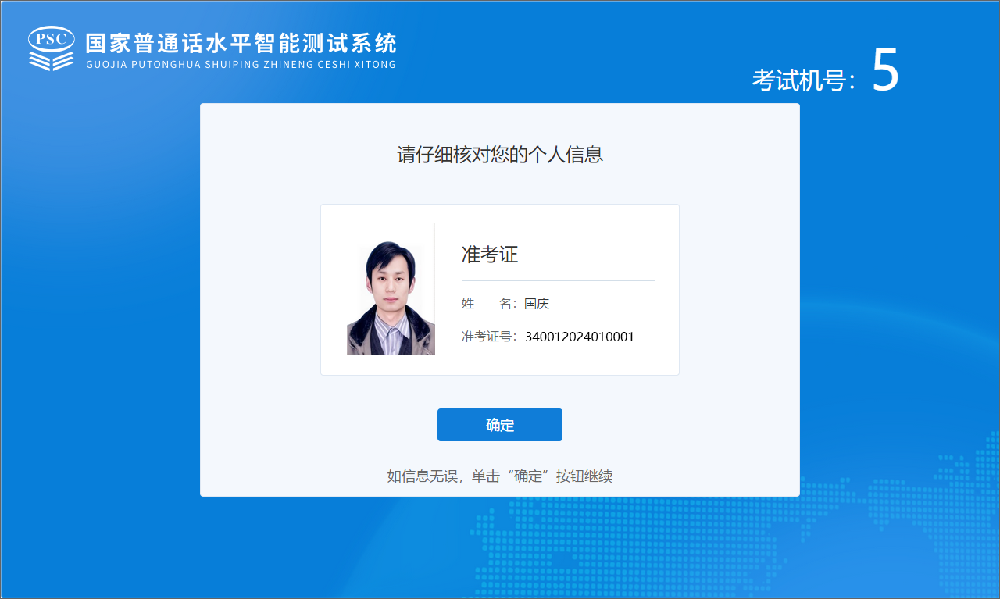 PSC
国家普通话水平智能测试系统
GUOJIA PUTONGHUA SHUIPING ZHINENG CESHI XITONG
考试机号：5
请仔细核对您的个人信息
准考证
姓　　名：国庆
准考证号：340012024010001
确定
如信息无误，单击“确定”按钮继续